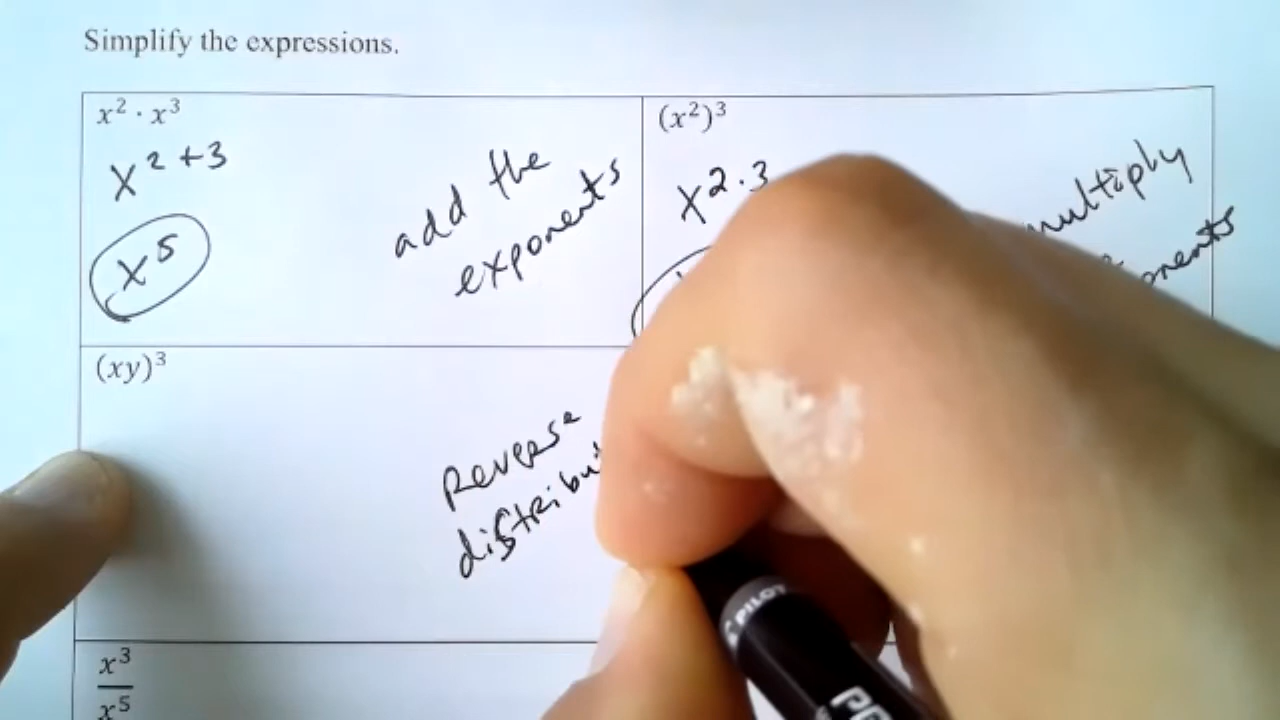 Simplify the expressions.
x² · x³
x²⁺³
x⁵
add the
exponents
(x²)³
x²·³
multiply
(xy)³
Reverse
x³
x⁵
PILOT